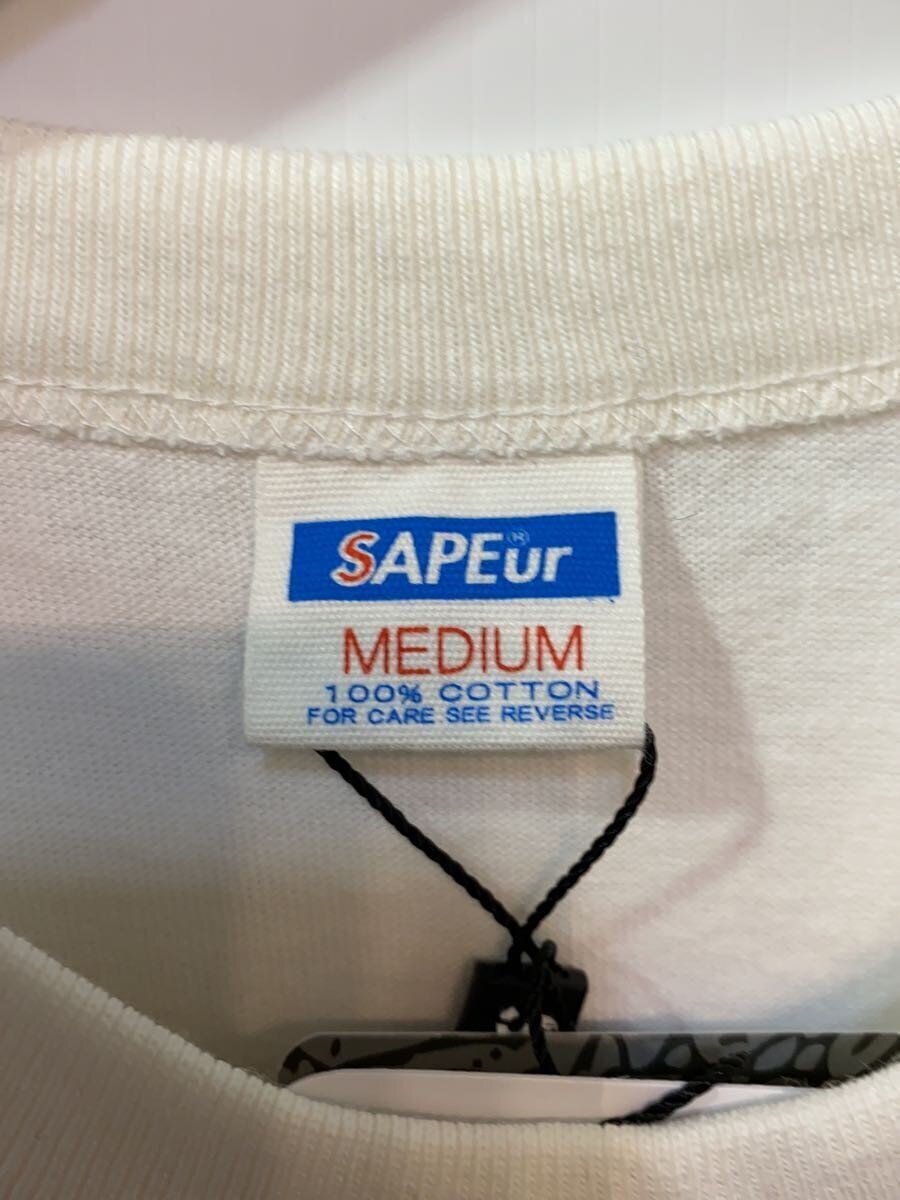 SAPEur®
MEDIUM
100% COTTON
FOR CARE SEE REVERSE